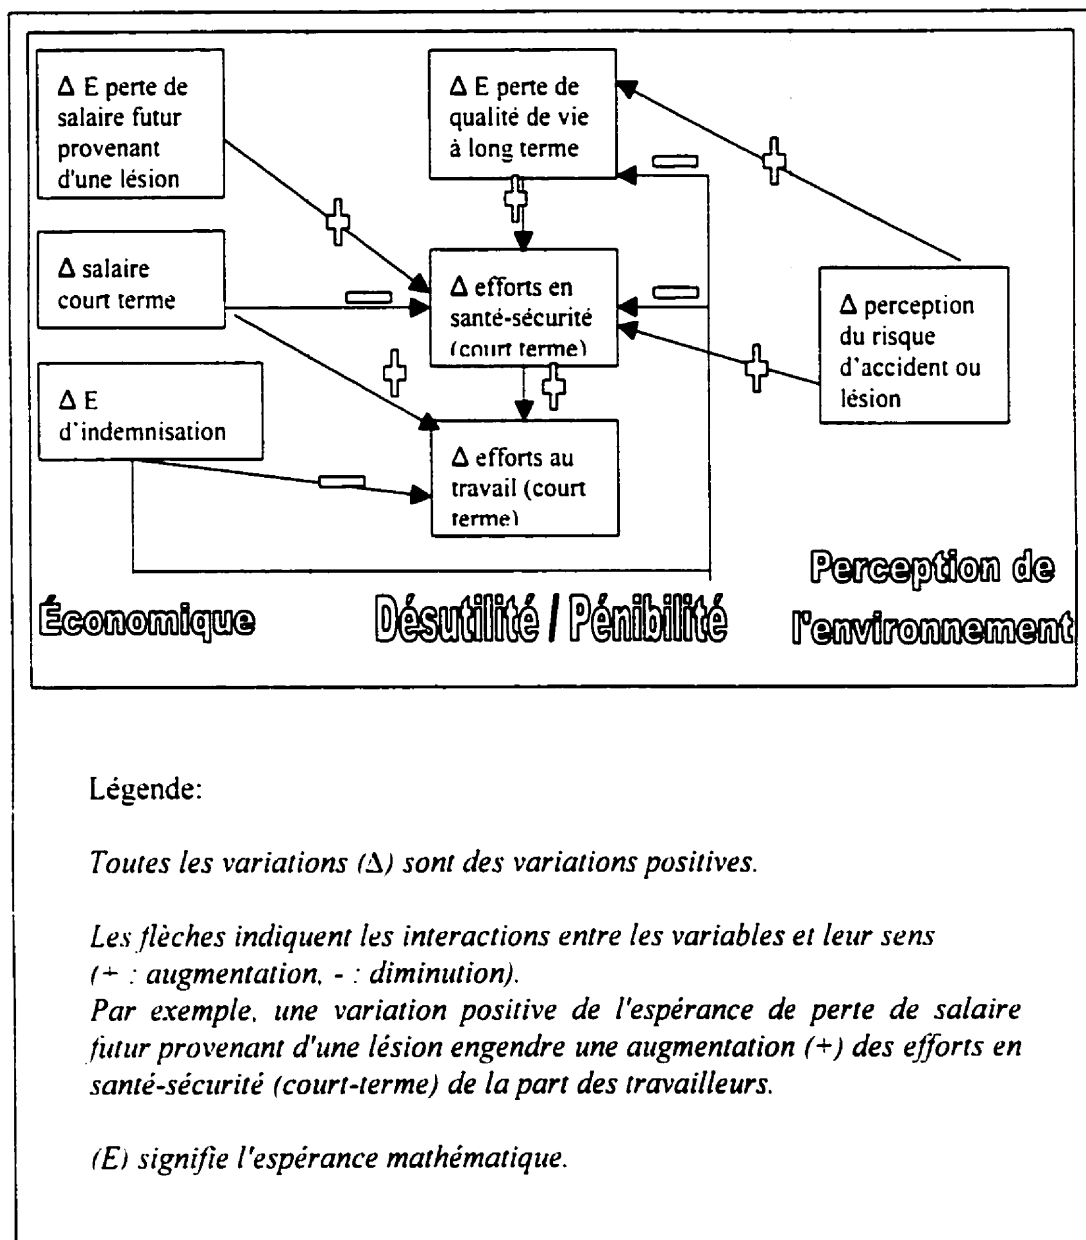 Δ E perte de
salaire futur
provenant
d'une lésion
Δ salaire
court terme
Δ E
d'indemnisation
Δ E perte de
qualité de vie
à long terme
Δ efforts en
santé-sécurité
(court terme)
Δ efforts au
travail (court
terme)
Δ perception
du risque
d'accident ou
lésion
+
+
+
−
−
−
+
+
−
+
Économique
Désutilité / Pénibilité
Perception de
l'environnement
Légende:
Toutes les variations (Δ) sont des variations positives.
Les flèches indiquent les interactions entre les variables et leur sens
(+ : augmentation, - : diminution).
Par exemple, une variation positive de l'espérance de perte de salaire
futur provenant d'une lésion engendre une augmentation (+) des efforts en
santé-sécurité (court-terme) de la part des travailleurs.
(E) signifie l'espérance mathématique.